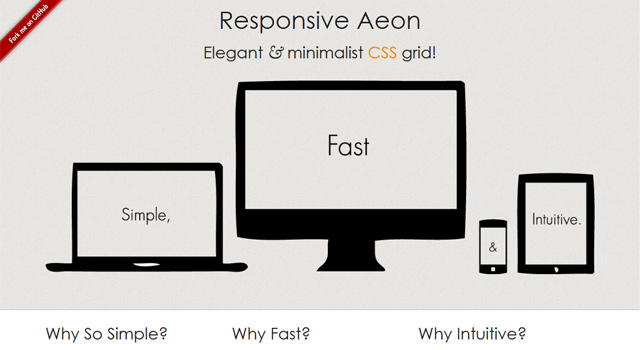 Fork me on GitHub
Responsive Aeon
Elegant & minimalist CSS grid!
Simple,
Fast
&
Intuitive.
Why So Simple?
Why Fast?
Why Intuitive?